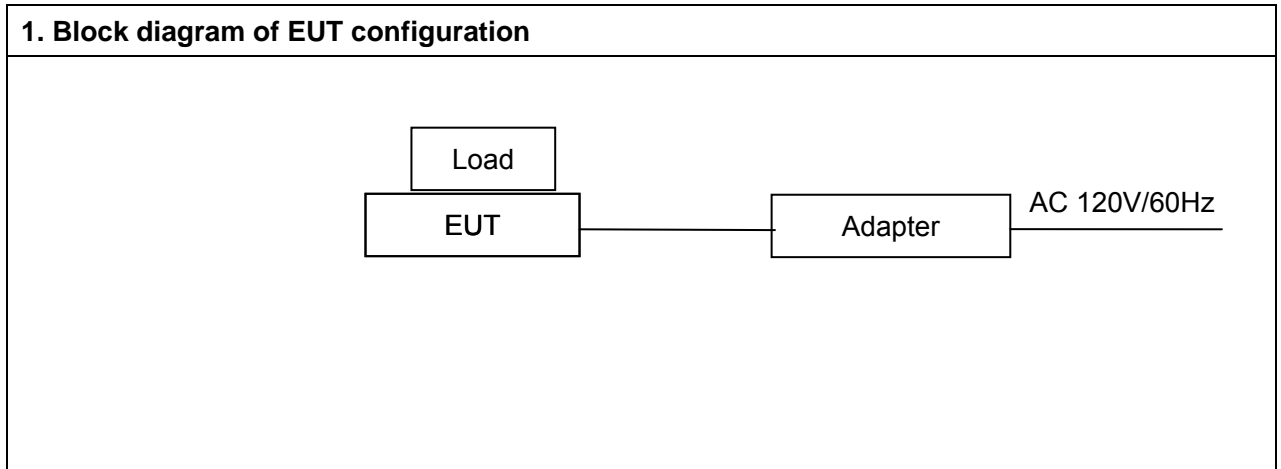 1. Block diagram of EUT configuration
Load
EUT
Adapter
AC 120V/60Hz